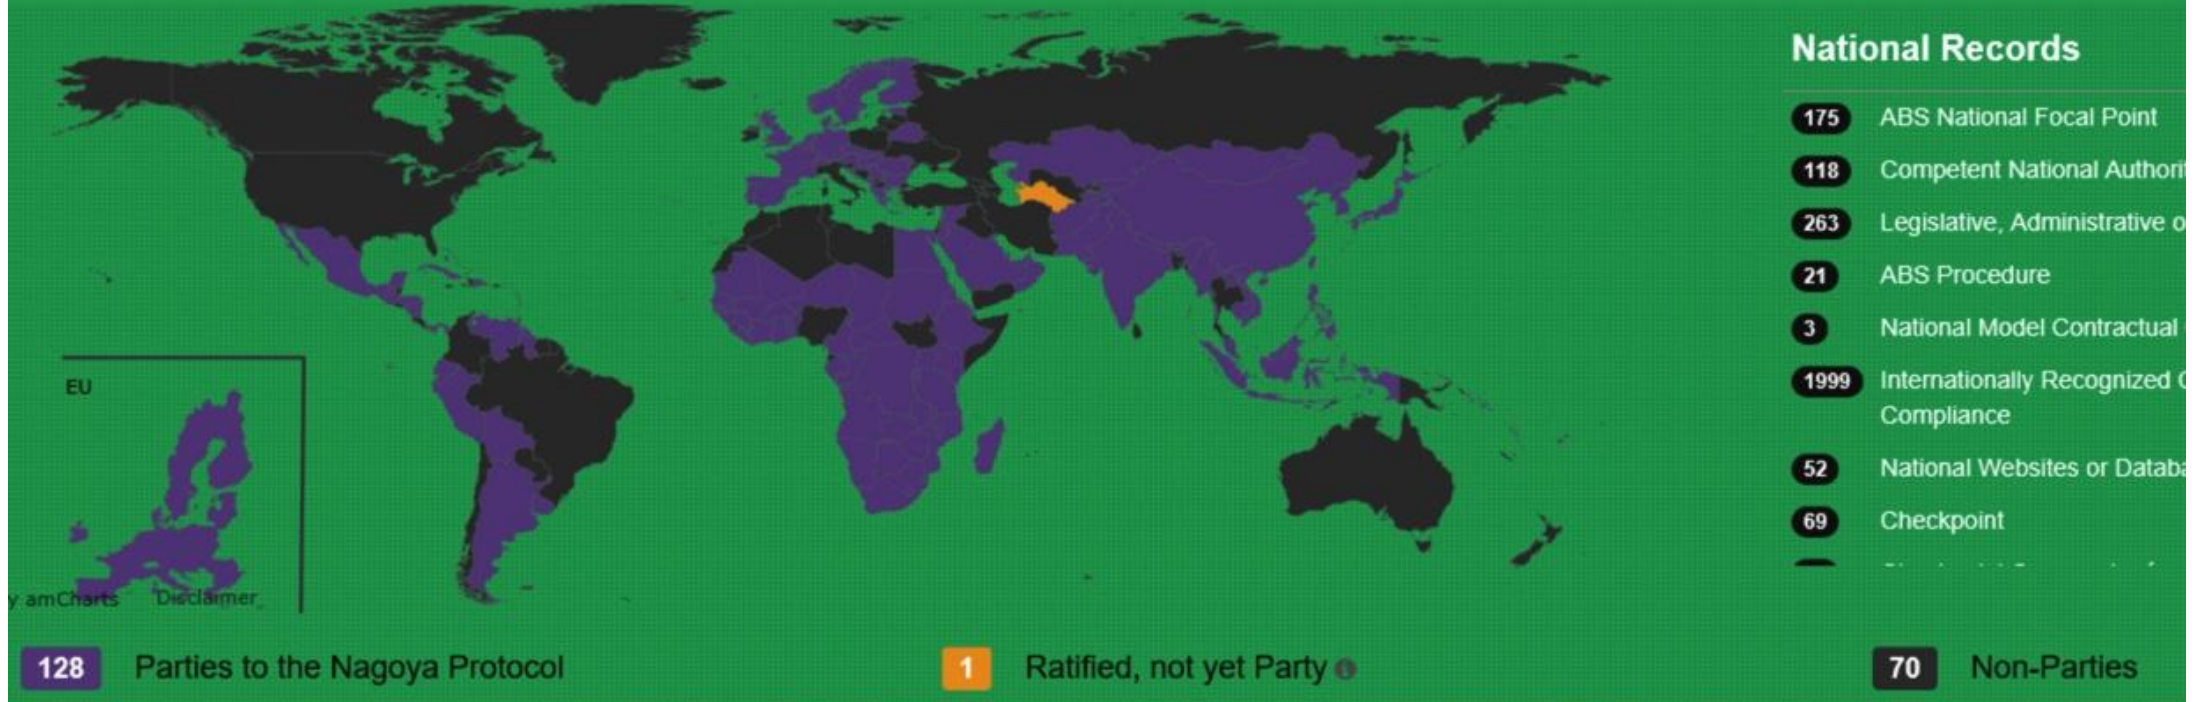 National Records
175 ABS National Focal Point
118 Competent National Authorit
263 Legislative, Administrative o
21 ABS Procedure
3 National Model Contractual
1999 Internationally Recognized C
Compliance
52 National Websites or Databa
69 Checkpoint
EU
y amCharts Disclaimer
128 Parties to the Nagoya Protocol
1 Ratified, not yet Party
70 Non-Parties